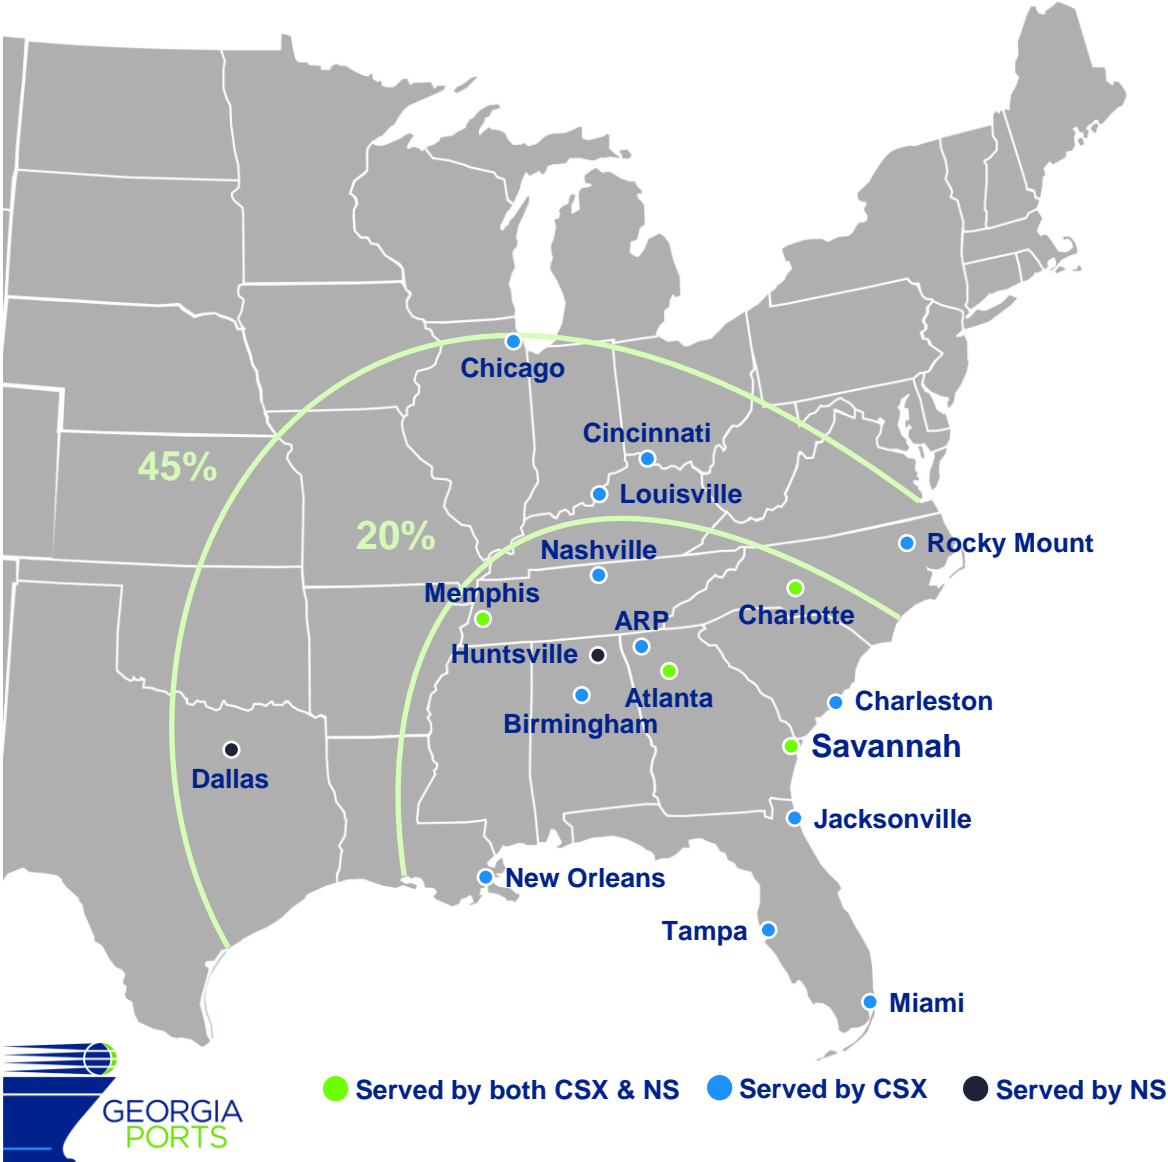 Chicago
Cincinnati
45%
Louisville
20%
Nashville
Rocky Mount
Memphis
Charlotte
ARP
Huntsville
Atlanta
Charleston
Birmingham
Savannah
Dallas
Jacksonville
New Orleans
Tampa
Miami
Served by both CSX & NS
Served by CSX
Served by NS
GEORGIA
PORTS